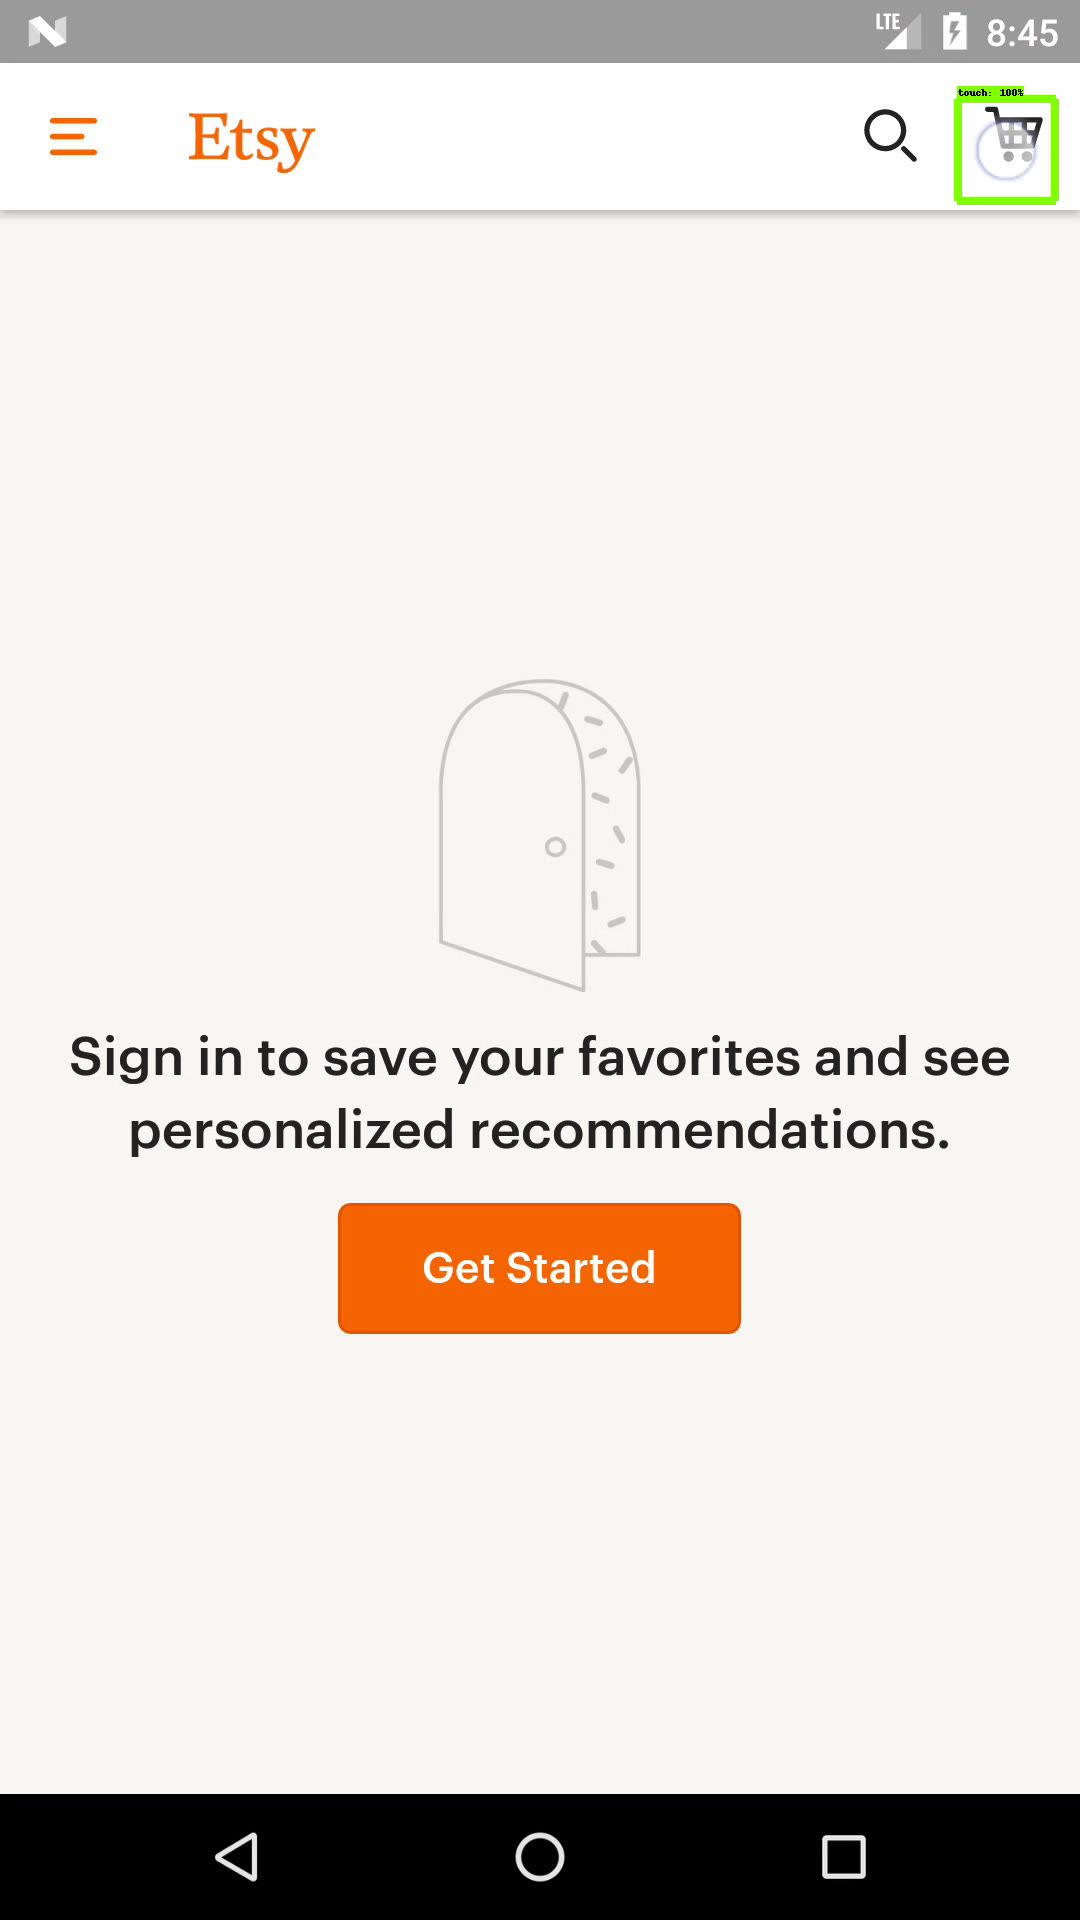 LTE 8:45
touch: 100%
Etsy
Sign in to save your favorites and see
personalized recommendations.
Get Started